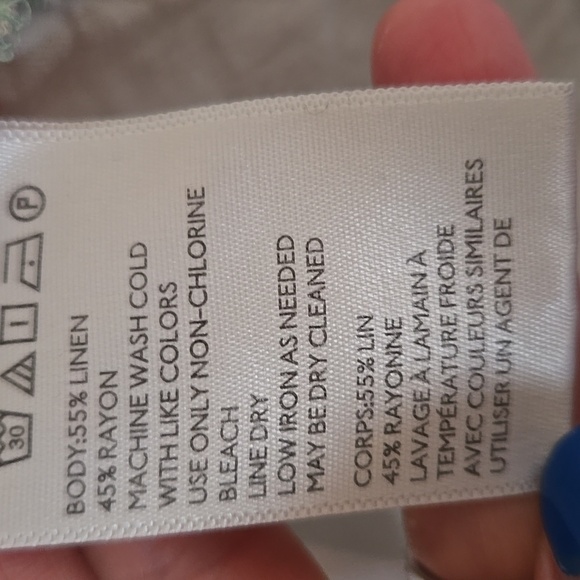 30 P
BODY:55% LINEN
45% RAYON
MACHINE WASH COLD
WITH LIKE COLORS
USE ONLY NON-CHLORINE
BLEACH
LINE DRY
LOW IRON AS NEEDED
MAY BE DRY CLEANED
CORPS:55% LIN
45% RAYONNE
LAVAGE À LAMAIN A
TEMPÉRATURE FROIDE
AVEC COULEURS SIMILAIRES
UTILISER UN AGENT DE